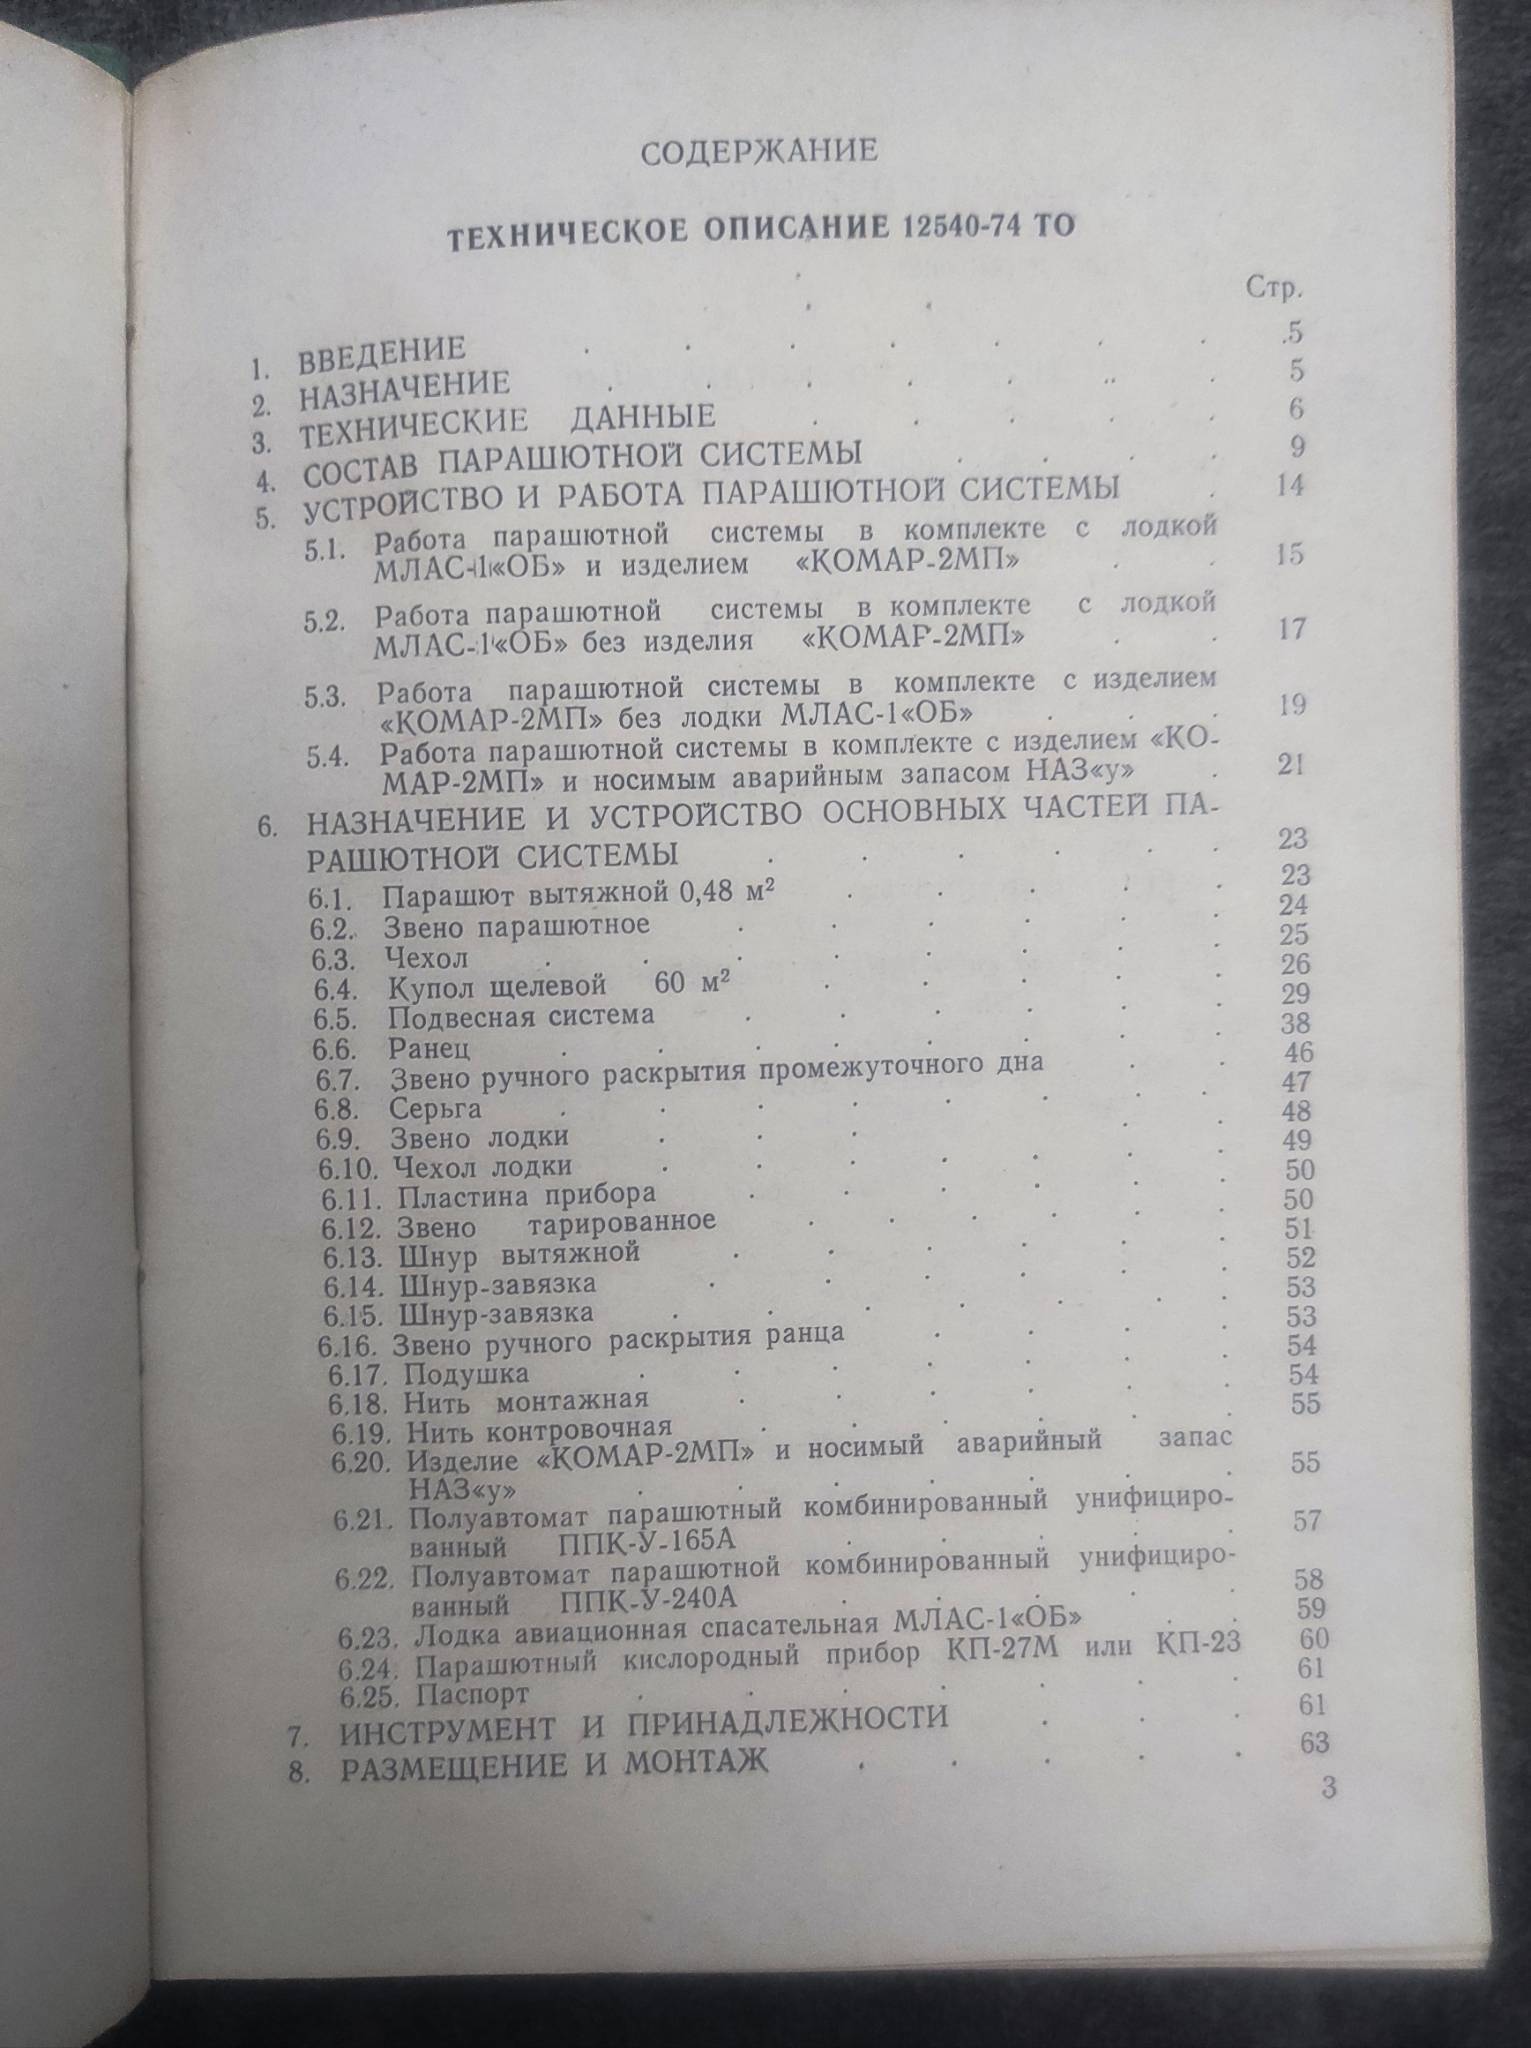 СОДЕРЖАНИЕ
ТЕХНИЧЕСКОЕ ОПИСАНИЕ 12540-74 ТО
Стр.
1. ВВЕДЕНИЕ . . . . . . . 5
2. НАЗНАЧЕНИЕ . . . . . . . 5
3. ТЕХНИЧЕСКИЕ ДАННЫЕ . . . . . 6
4. СОСТАВ ПАРАШЮТНОЙ СИСТЕМЫ . . . . 9
5. УСТРОЙСТВО И РАБОТА ПАРАШЮТНОЙ СИСТЕМЫ . 14
5.1. Работа парашютной системы в комплекте с лодкой
МЛАС-1«ОБ» и изделием «КОМАР-2МП» . . 15
5.2. Работа парашютной системы в комплекте с лодкой
МЛАС-1«ОБ» без изделия «КОМАР-2МП» . . 17
5.3. Работа парашютной системы в комплекте с изделием
«КОМАР-2МП» без лодки МЛАС-1«ОБ» . . . 19
5.4. Работа парашютной системы в комплекте с изделием «КО-
МАР-2МП» и носимым аварийным запасом НАЗ«у» . 21
6. НАЗНАЧЕНИЕ И УСТРОЙСТВО ОСНОВНЫХ ЧАСТЕЙ ПА-
РАШЮТНОЙ СИСТЕМЫ . . . . . . 23
6.1. Парашют вытяжной 0,48 м² . . . . . 23
6.2. Звено парашютное . . . . . . 24
6.3. Чехол . . . . . . . . 25
6.4. Купол щелевой 60 м² . . . . . 26
6.5. Подвесная система . . . . . . 29
6.6. Ранец . . . . . . . . 38
6.7. Звено ручного раскрытия промежуточного дна . . 46
6.8. Серьга . . . . . . . . 47
6.9. Звено лодки . . . . . 48
6.10. Чехол лодки . . . . . . . 49
6.11. Пластина прибора . . . . . . 50
6.12. Звено тарированное . . . . . . 50
6.13. Шнур вытяжной . . . . . . 51
6.14. Шнур-завязка . . . . . . 52
6.15. Шнур-завязка . . . . . . . 53
6.16. Звено ручного раскрытия ранца . . . . 53
6.17. Подушка . . . . . . . 54
6.18. Нить монтажная . . . . . . 54
6.19. Нить контровочная . . . . . . 55
6.20. Изделие «КОМАР-2МП» и носимый аварийный запас
НАЗ«у» . . . . . . . 55
6.21. Полуавтомат парашютный комбинированный унифициро-
ванный ППК-У-165А . . . . . 57
6.22. Полуавтомат парашютной комбинированный унифициро-
ванный ППК-У-240А . . . . . 58
6.23. Лодка авиационная спасательная МЛАС-1«ОБ» . . 59
6.24. Парашютный кислородный прибор КП-27М или КП-23 60
6.25. Паспорт . . . . . . . 61
7. ИНСТРУМЕНТ И ПРИНАДЛЕЖНОСТИ . . . 61
8. РАЗМЕЩЕНИЕ И МОНТАЖ . . . . . 63
3